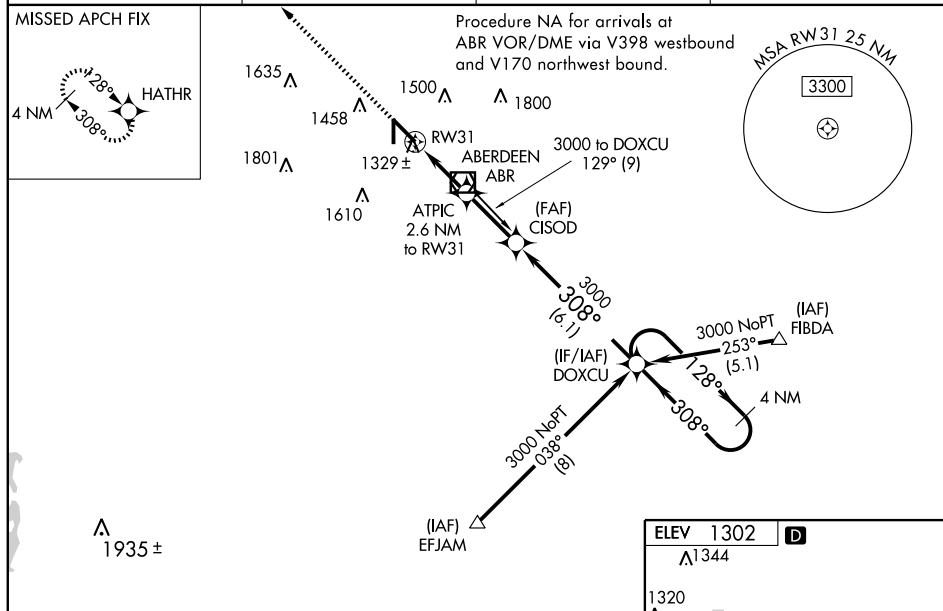 MISSED APCH FIX
128°
HATHR
4 NM
308°
Procedure NA for arrivals at
ABR VOR/DME via V398 westbound
and V170 northwest bound.
MSA RW31 25 NM
3300
1635
1458
1500
1800
1801
1329 ±
RW31
1610
ABERDEEN
ABR
3000 to DOXCU
129° (9)
ATPIC
2.6 NM
to RW31
(FAF)
CISOD
3000
308°
(6.1)
(IF/IAF)
DOXCU
3000 NoPT
253°
(5.1)
(IAF)
FIBDA
128°
308°
4 NM
3000 NoPT
038°
(8)
(IAF)
EFJAM
1935 ±
ELEV 1302 D
1344
1320